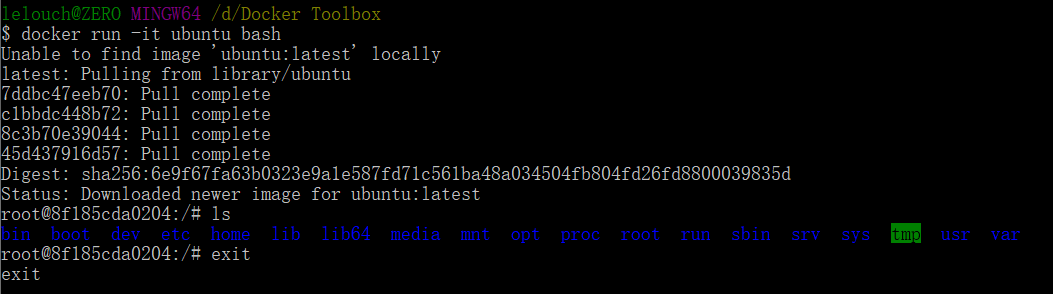 lelouch@ZERO MINGW64 /d/Docker Toolbox
$ docker run -it ubuntu bash
Unable to find image 'ubuntu:latest' locally
latest: Pulling from library/ubuntu
7ddbc47eeb70: Pull complete
c1bbdc448b72: Pull complete
8c3b70e39044: Pull complete
45d437916d57: Pull complete
Digest: sha256:6e9f67fa63b0323e9a1e587fd71c561ba48a034504fb804fd26fd8800039835d
Status: Downloaded newer image for ubuntu:latest
root@8f185cda0204:/# ls
bin  boot  dev  etc  home  lib  lib64  media  mnt  opt  proc  root  run  sbin  srv  sys  tmp  usr  var
root@8f185cda0204:/# exit
exit